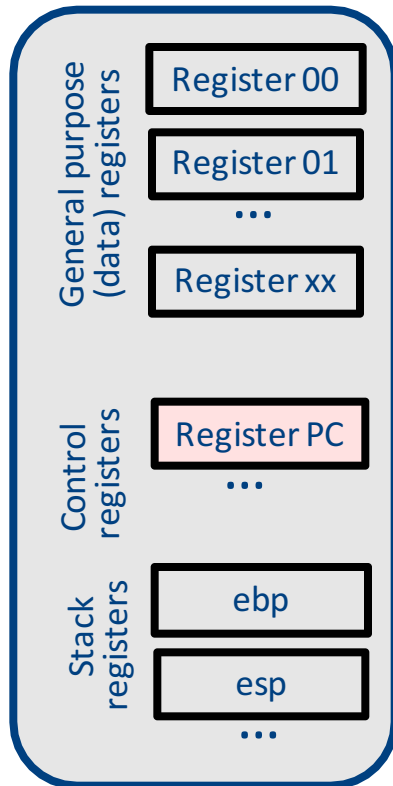 General purpose
(data) registers
Register 00
Register 01
...
Register xx
Control
registers
Register PC
...
Stack
registers
ebp
esp
...